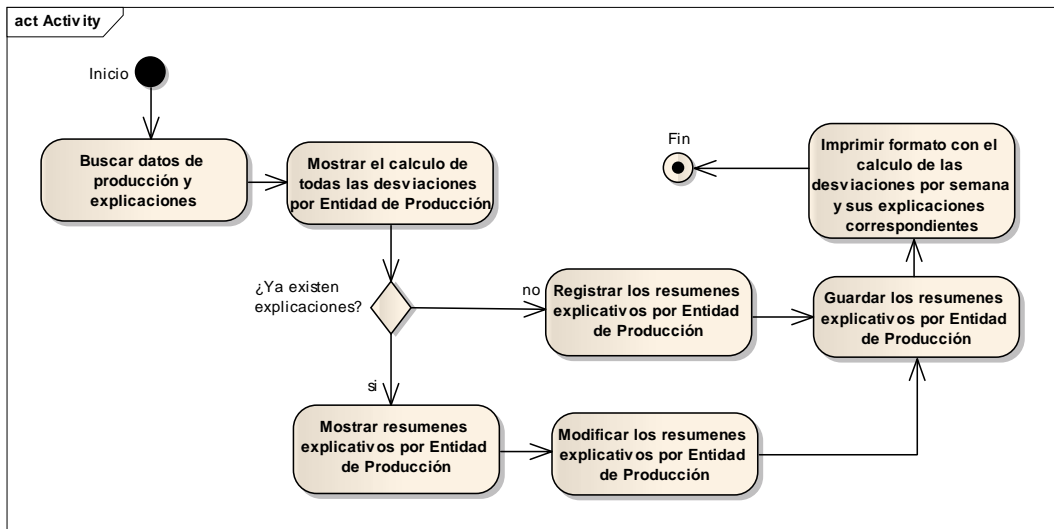 act Activity
Inicio
Buscar datos de
producción y
explicaciones
Mostrar el calculo de
todas las desviaciones
por Entidad de Producción
¿Ya existen
explicaciones?
no
Registrar los resumenes
explicativos por Entidad
de Producción
Guardar los resumenes
explicativos por Entidad
de Producción
Imprimir formato con el
calculo de las
desviaciones por semana
y sus explicaciones
correspondientes
Fin
si
Mostrar resumenes
explicativos por Entidad
de Producción
Modificar los resumenes
explicativos por Entidad
de Producción